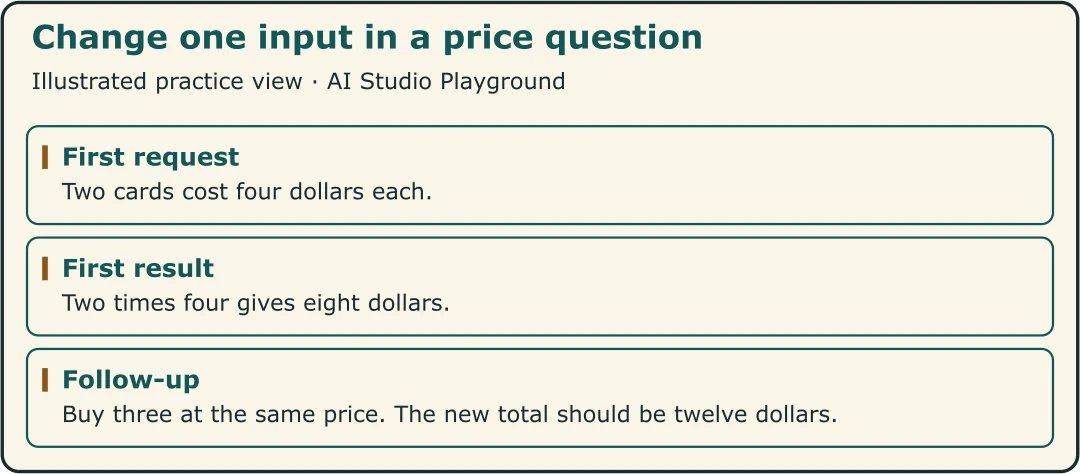 Change one input in a price question
Illustrated practice view · AI Studio Playground
First request
Two cards cost four dollars each.
First result
Two times four gives eight dollars.
Follow-up
Buy three at the same price. The new total should be twelve dollars.